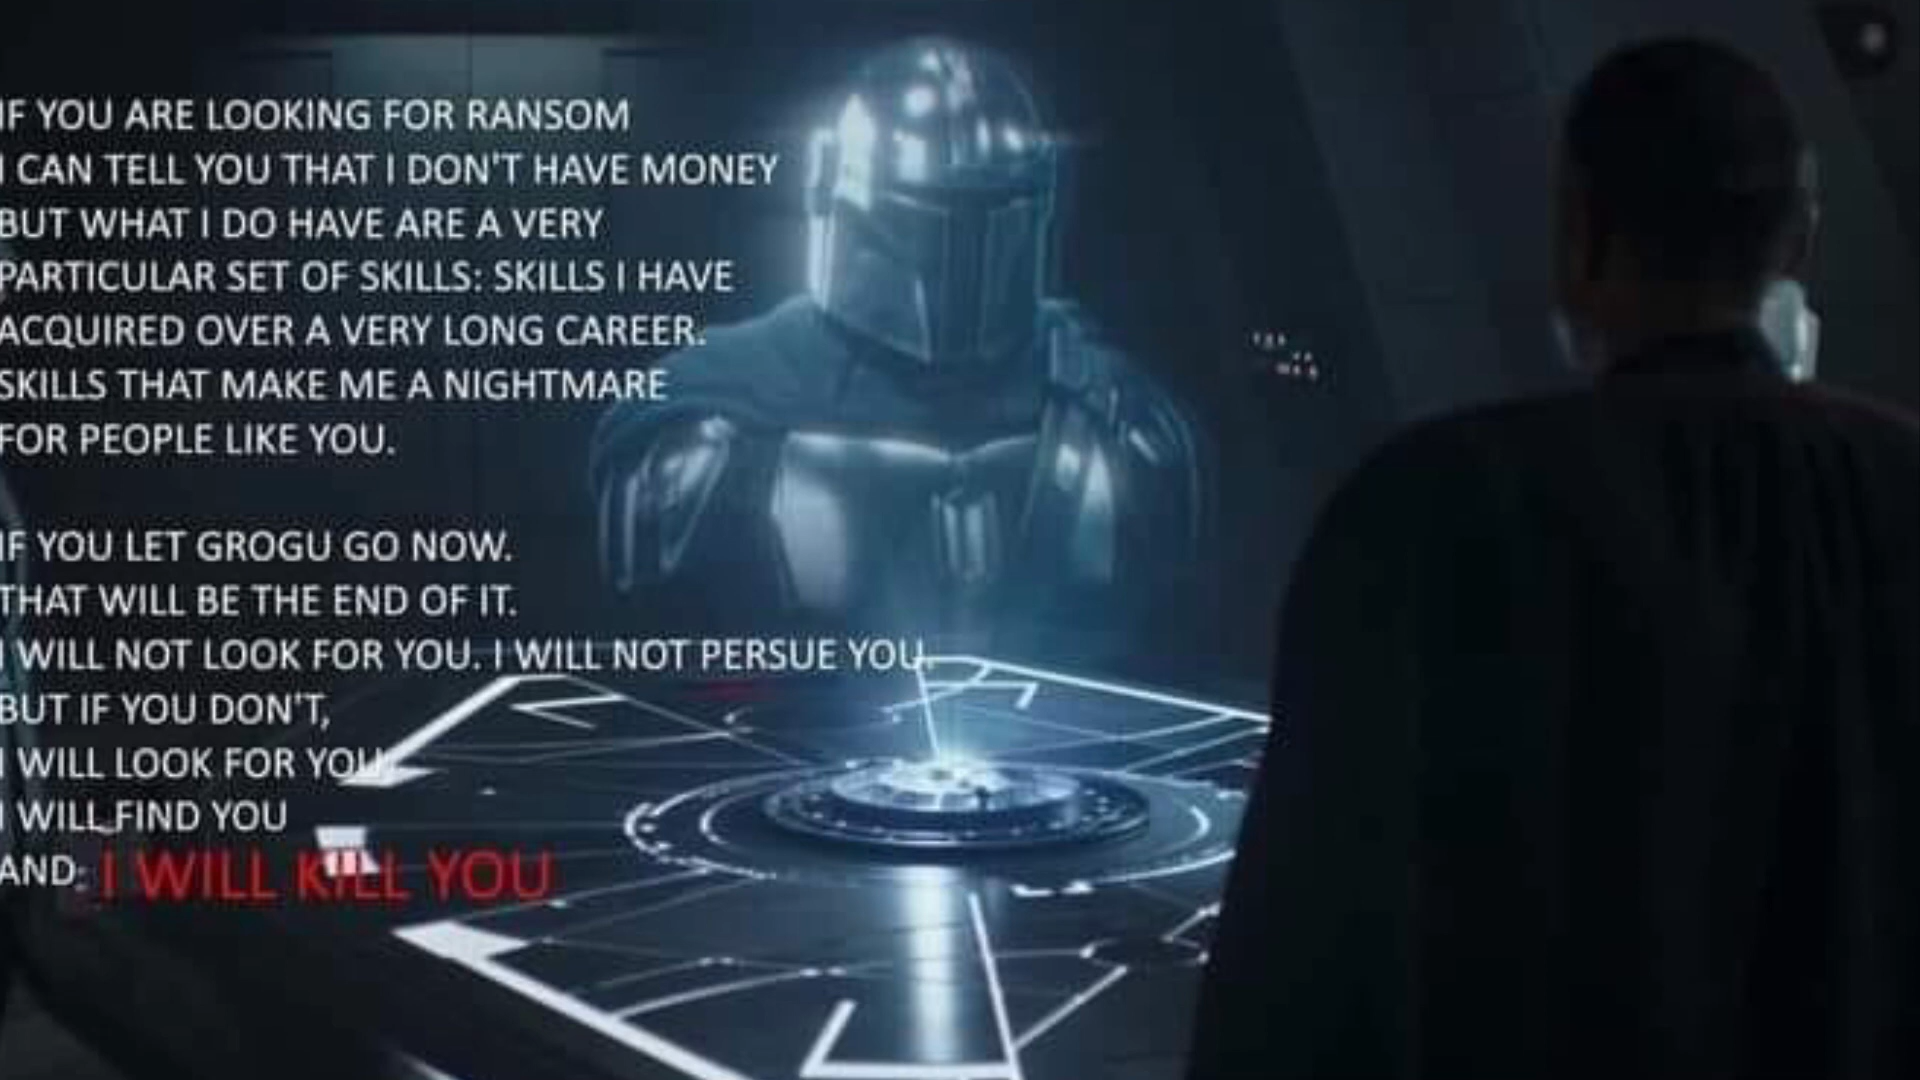 IF YOU ARE LOOKING FOR RANSOM
I CAN TELL YOU THAT I DON'T HAVE MONEY
BUT WHAT I DO HAVE ARE A VERY
PARTICULAR SET OF SKILLS: SKILLS I HAVE
ACQUIRED OVER A VERY LONG CAREER.
SKILLS THAT MAKE ME A NIGHTMARE
FOR PEOPLE LIKE YOU.
IF YOU LET GROGU GO NOW.
THAT WILL BE THE END OF IT.
I WILL NOT LOOK FOR YOU. I WILL NOT PERSUE YOU.
BUT IF YOU DON'T,
I WILL LOOK FOR YOU
I WILL FIND YOU
AND: I WILL KILL YOU